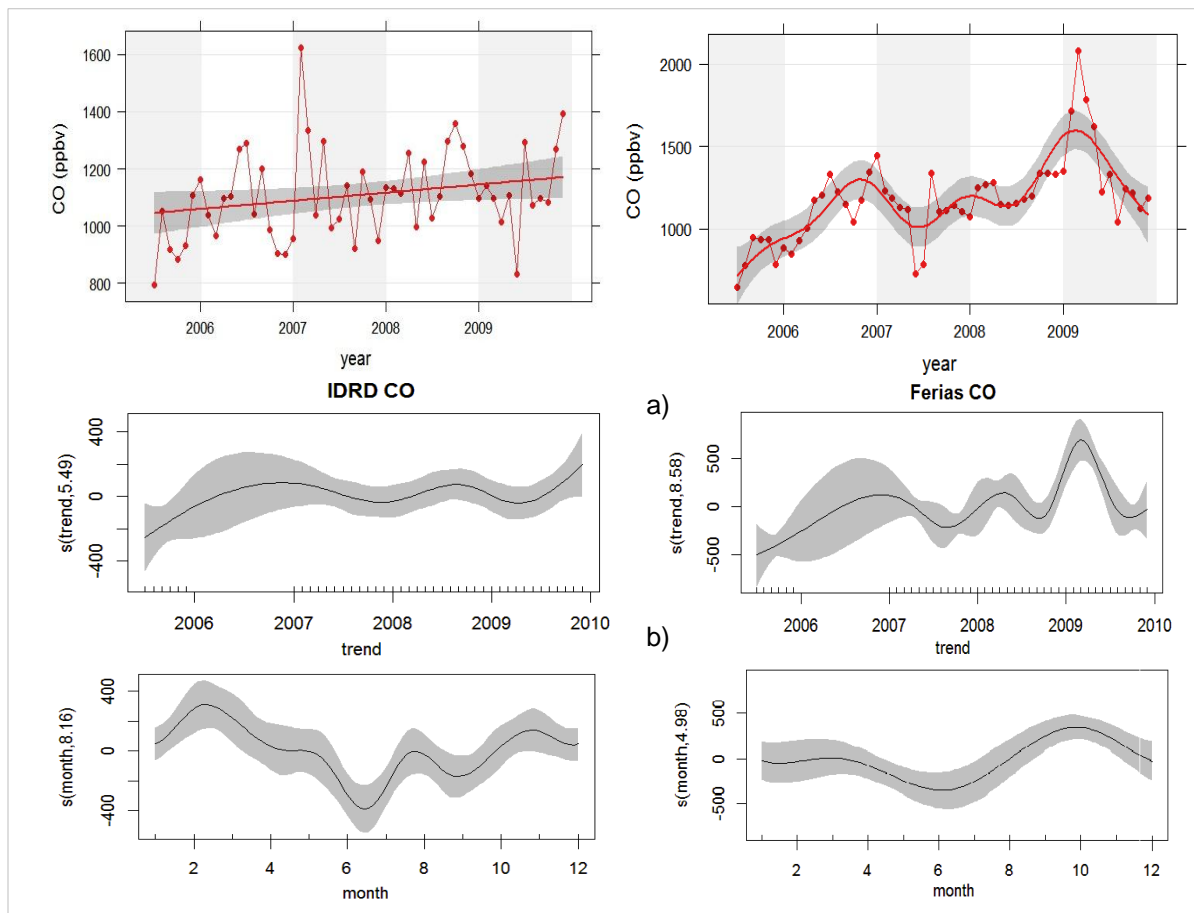 1600
1400
1200
1000
800
CO (ppbv)
2006 2007 2008 2009
year
2000
1500
1000
CO (ppbv)
2006 2007 2008 2009
year
IDRD CO
a)
Ferias CO
400
0
-400
s(trend,5.49)
2006 2007 2008 2009 2010
trend
500
0
-500
s(trend,8.58)
2006 2007 2008 2009 2010
trend
b)
400
0
-400
s(month,8.16)
2 4 6 8 10 12
month
500
0
-500
s(month,4.98)
2 4 6 8 10 12
month